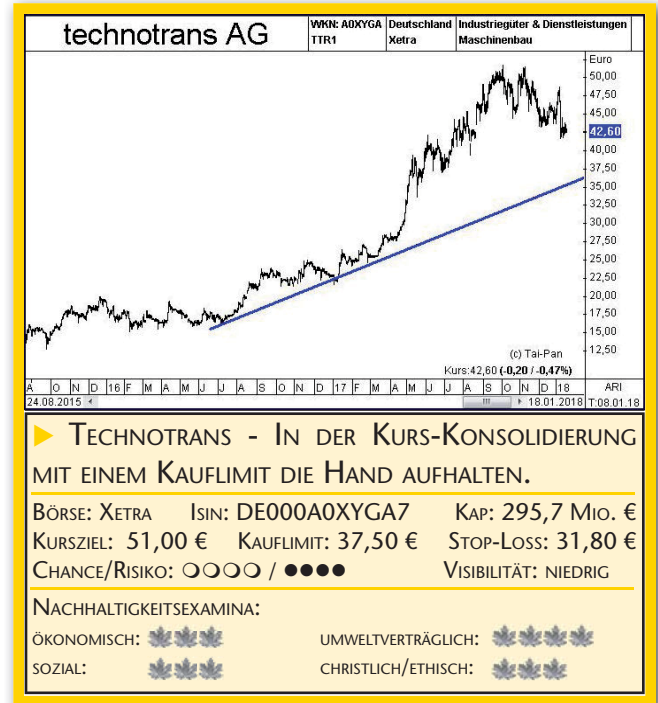 technotrans AG
WKN: A0XYGA Deutschland Industriegüter & Dienstleistungen
TTR1 Xetra Maschinenbau
Euro
50,00
47,50
45,00
42,60
40,00
37,50
35,00
32,50
30,00
27,50
25,00
22,50
20,00
17,50
15,00
12,50
(c) Tai-Pan
Kurs:42,60 (-0,20 / -0,47%)
A O N D 16 F M A M J J A S O N D 17 F M A M J J A S O N D 18 ARI
24.08.2015 18.01.2018 T:08.01.18
Technotrans - In der Kurs-Konsolidierung
mit einem Kauflimit die Hand aufhalten.
Börse: Xetra Isin: DE000A0XYGA7 Kap: 295,7 Mio. €
Kursziel: 51,00 € Kauflimit: 37,50 € Stop-Loss: 31,80 €
Chance/Risiko: ❍❍❍❍ / ●●●● Visibilität: niedrig
Nachhaltigkeitsexamina:
ökonomisch: umweltverträglich:
sozial: christlich/ethisch: